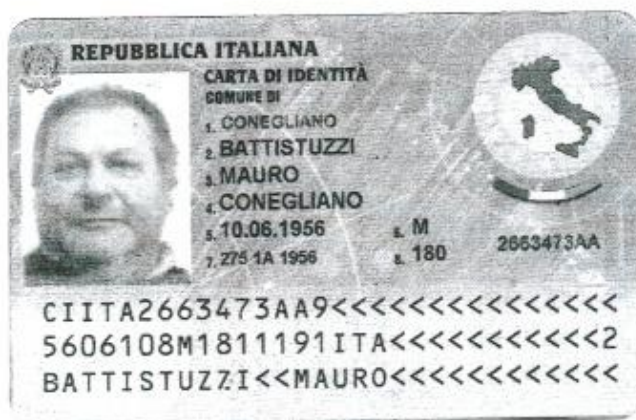 REPUBBLICA ITALIANA
CARTA DI IDENTITÀ
COMUNE DI
1. CONEGLIANO
2. BATTISTUZZI
3. MAURO
4. CONEGLIANO
5. 10.06.1956 6. M
7. 275 1A 1956 8. 180 2663473AA
CIITA2663473AA9<<<<<<<<<<<<<<<
5606108M1811191ITA<<<<<<<<<<<2
BATTISTUZZI<<MAURO<<<<<<<<<<<<